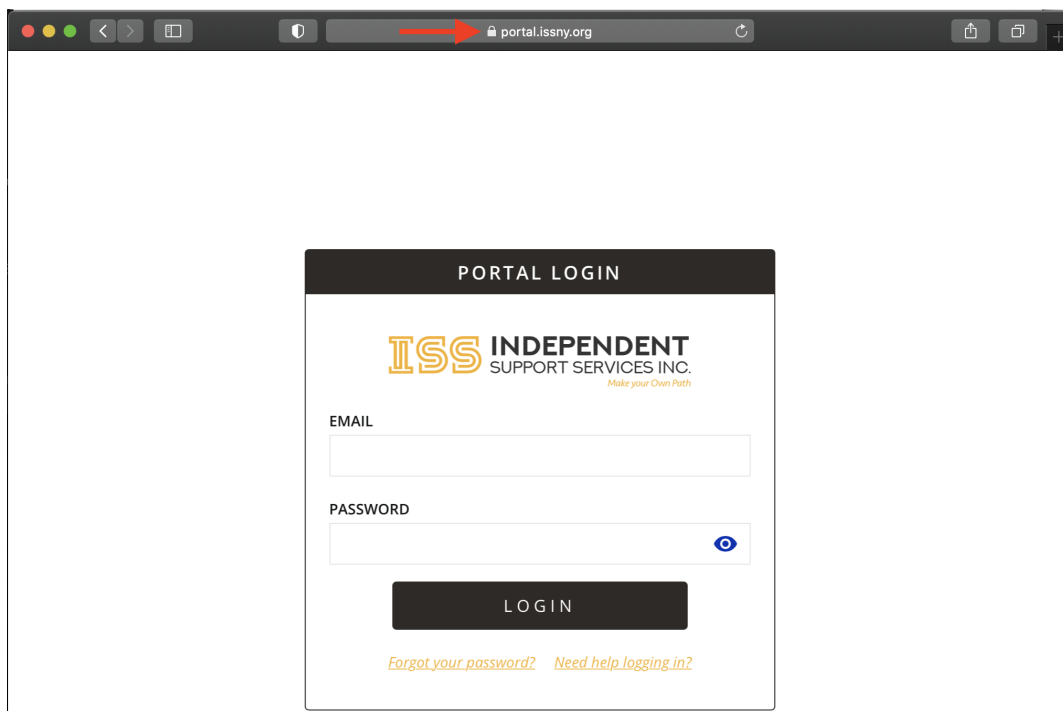 portal.issny.org
PORTAL LOGIN
ISS INDEPENDENT
SUPPORT SERVICES INC.
Make your Own Path
EMAIL
PASSWORD
LOGIN
Forgot your password? Need help logging in?